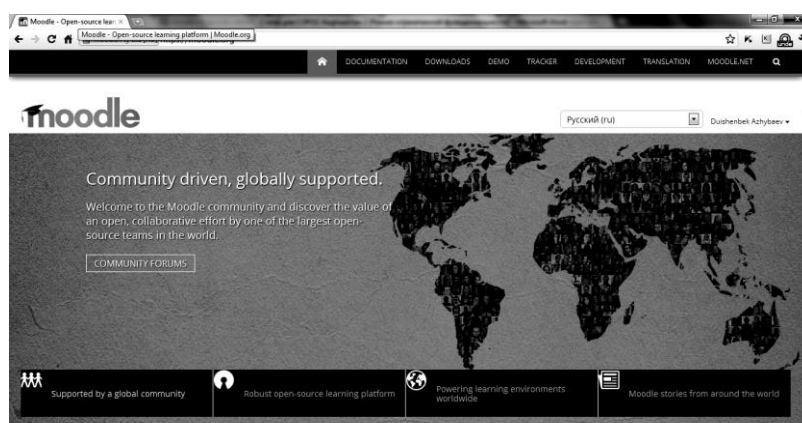 Moodle - Open-source lear
Moodle - Open-source learning platform | Moodle.org
DOCUMENTATION DOWNLOADS DEMO TRACKER DEVELOPMENT TRANSLATION MOODLE.NET
moodle
Русский (ru)
Duishenbek Azhybaev
Community driven, globally supported.
Welcome to the Moodle community and discover the value of
an open, collaborative effort by one of the largest open-
source teams in the world.
COMMUNITY FORUMS
Supported by a global community
Robust open-source learning platform
Powering learning environments
worldwide
Moodle stories from around the world